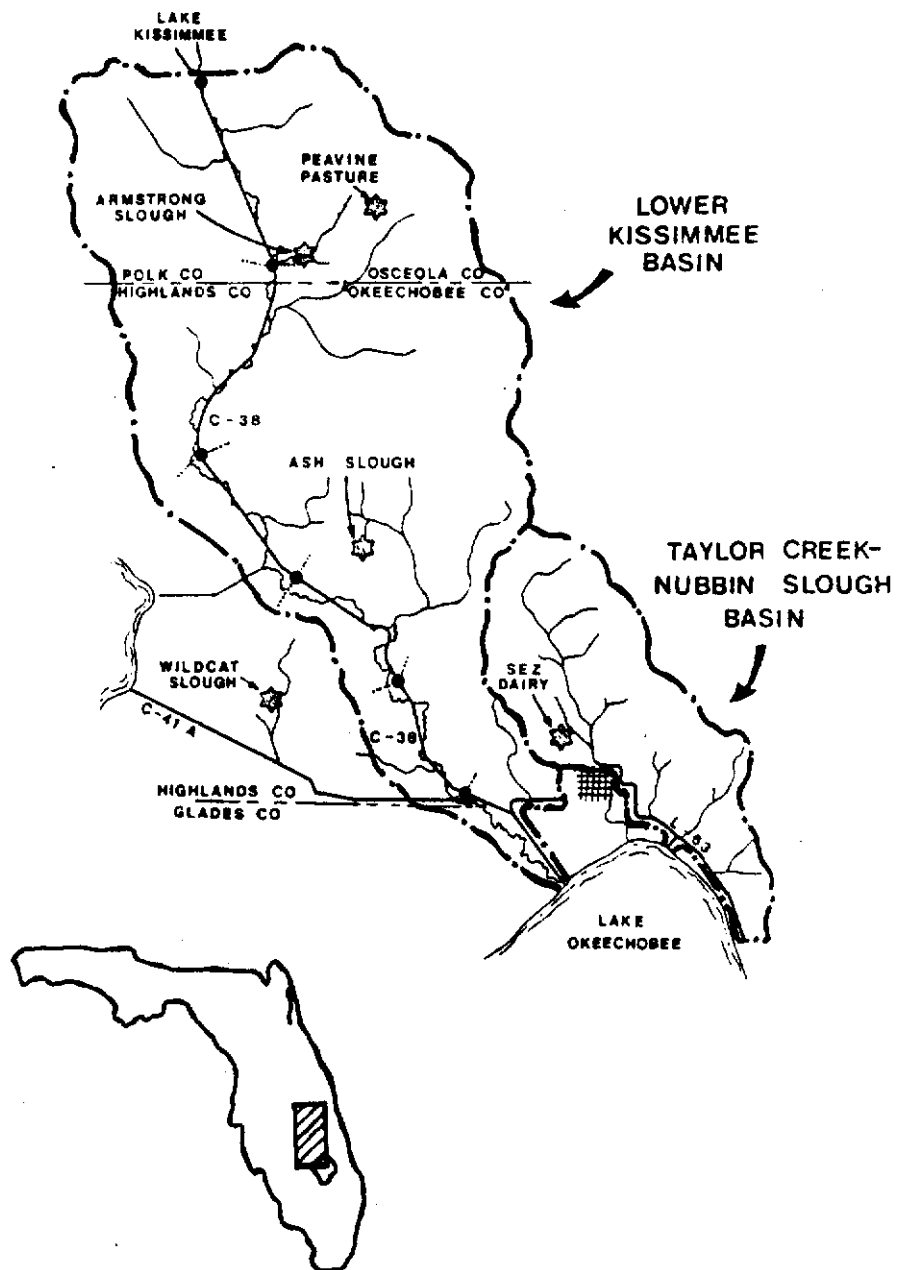 LAKE
KISSIMMEE
PEAVINE
PASTURE
ARMSTRONG
SLOUGH
LOWER
KISSIMMEE
BASIN
POLK CO
OSCEOLA CO
HIGHLANDS CO
OKEECHOBEE CO
C-38
ASH SLOUGH
TAYLOR CREEK-
NUBBIN SLOUGH
BASIN
WILDCAT
SLOUGH
SEZ
DAIRY
C-41 A
C-38
HIGHLANDS CO
GLADES CO
L-63
LAKE
OKEECHOBEE